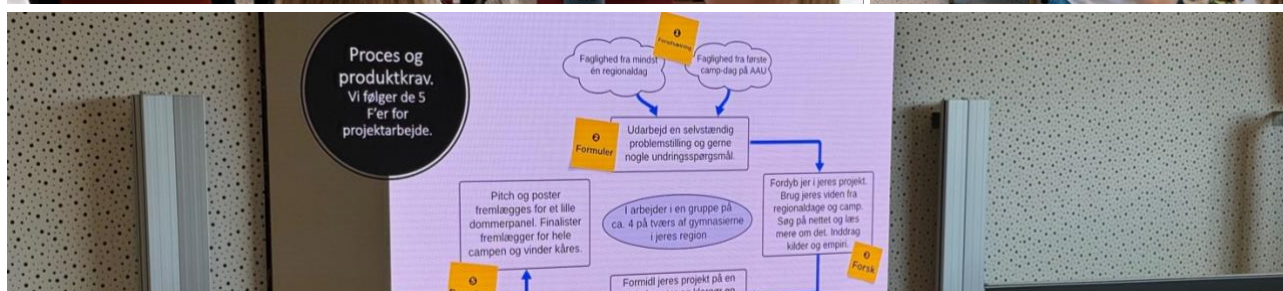 Proces og
produktkrav.
Vi følger de 5
F'er for
projektarbejde.
Forudsætning
Faglighed fra mindst
én regionaldag
Faglighed fra første
camp-dag på AAU
2
Formuler
Udarbejd en selvstændig
problemstilling og gerne
nogle undringsspørgsmål.
Fordyb jer i jeres projekt.
Brug jeres viden fra
regionaldage og camp.
Søg på nettet og læs
mere om det. Inddrag
kilder og empiri.
Forsk
I arbejder i en gruppe på
ca. 4 på tværs af gymnasierne
i jeres region
Pitch og poster
fremlægges for et lille
dommerpanel. Finalister
fremlægger for hele
campen og vinder kåres.
5
Formidl jeres projekt på en